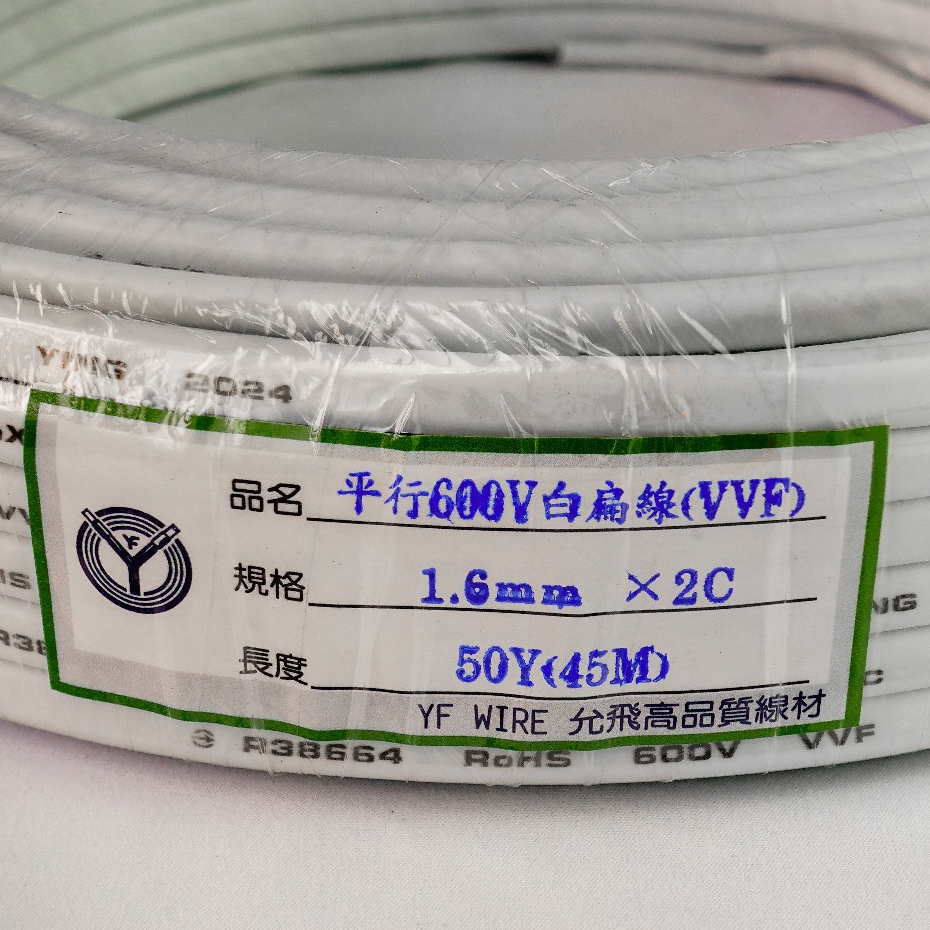 2024
品名 平行600V白扁線(VVF)
YF
規格 1.6mm ×2C
長度 50Y(45M)
YF WIRE 允飛高品質線材
R38664 RoHS 600V VVF